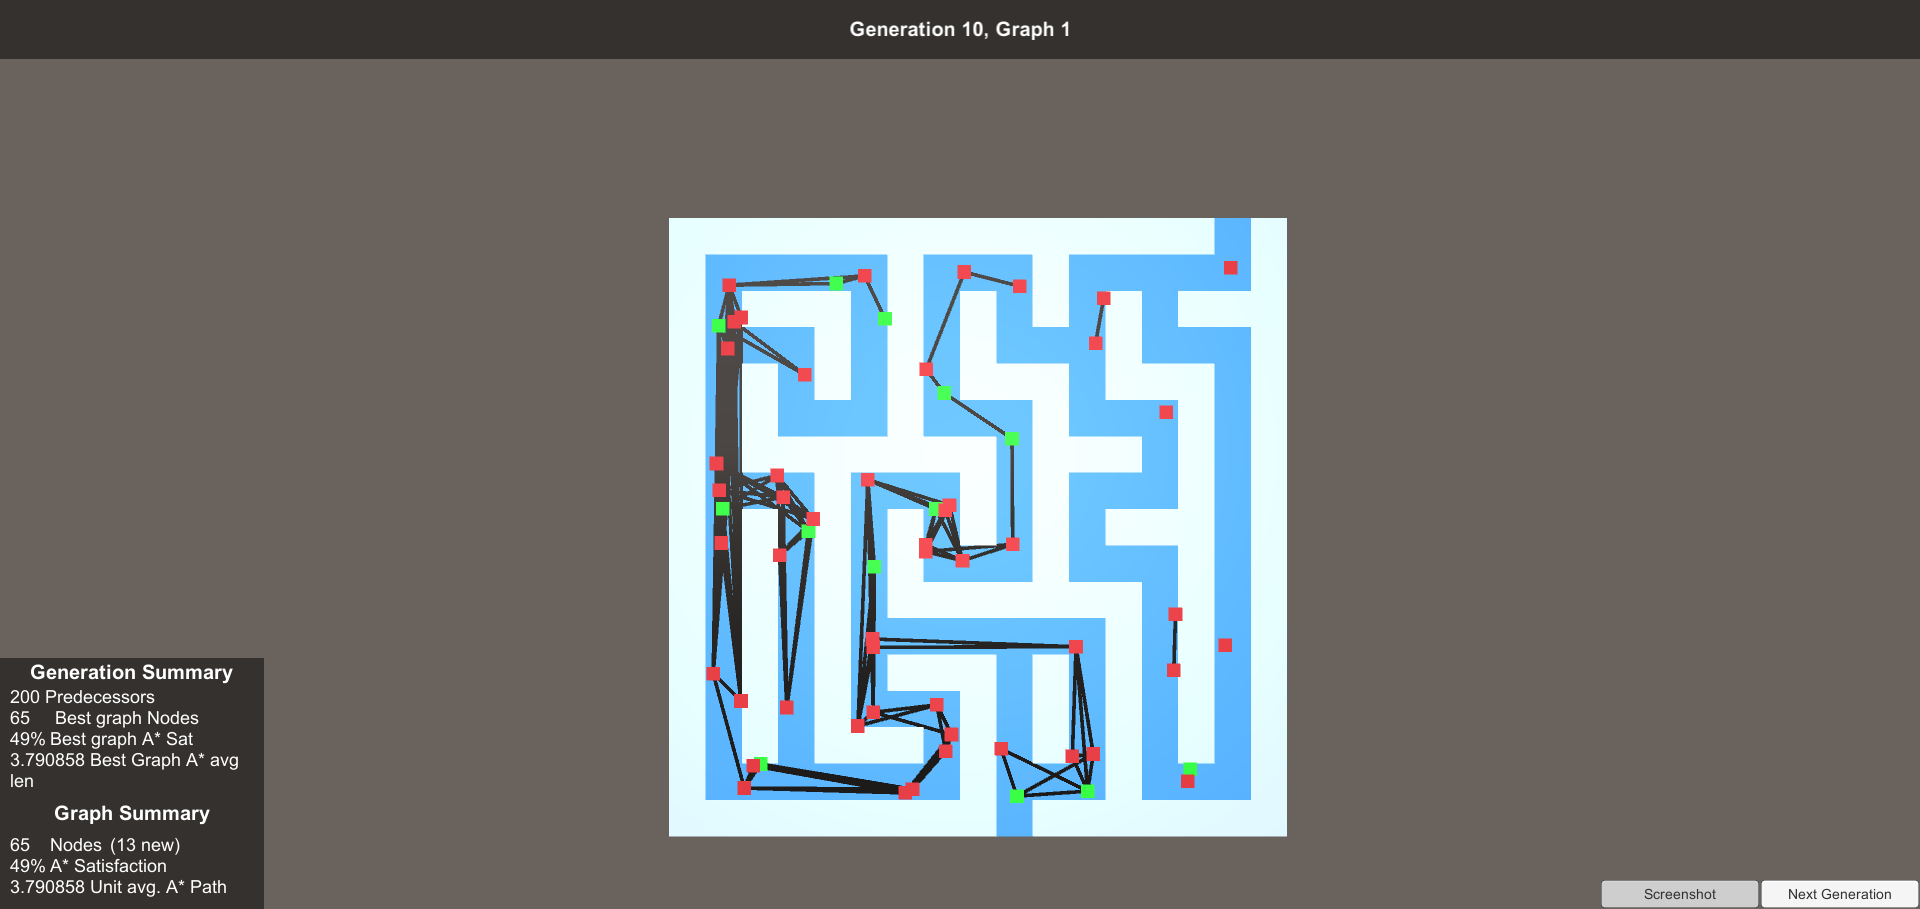 Generation 10, Graph 1
Generation Summary
200 Predecessors
65 Best graph Nodes
49% Best graph A* Sat
3.790858 Best Graph A* avg
len
Graph Summary
65 Nodes (13 new)
49% A* Satisfaction
3.790858 Unit avg. A* Path
Screenshot
Next Generation